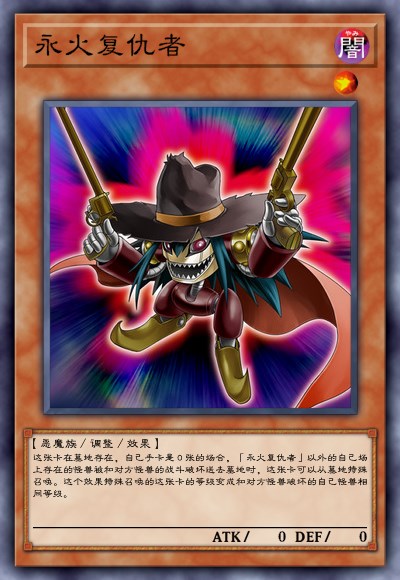 永火复仇者
やみ
闇
【恶魔族／调整／效果】
这张卡在墓地存在，自己手卡是０张的场合，「永火复仇者」以外的自己场
上存在的怪兽被和对方怪兽的战斗破坏送去墓地时，这张卡可以从墓地特殊
召唤。这个效果特殊召唤的这张卡的等级变成和对方怪兽破坏的自己怪兽相
同等级。
ATK/ 0 DEF/ 0